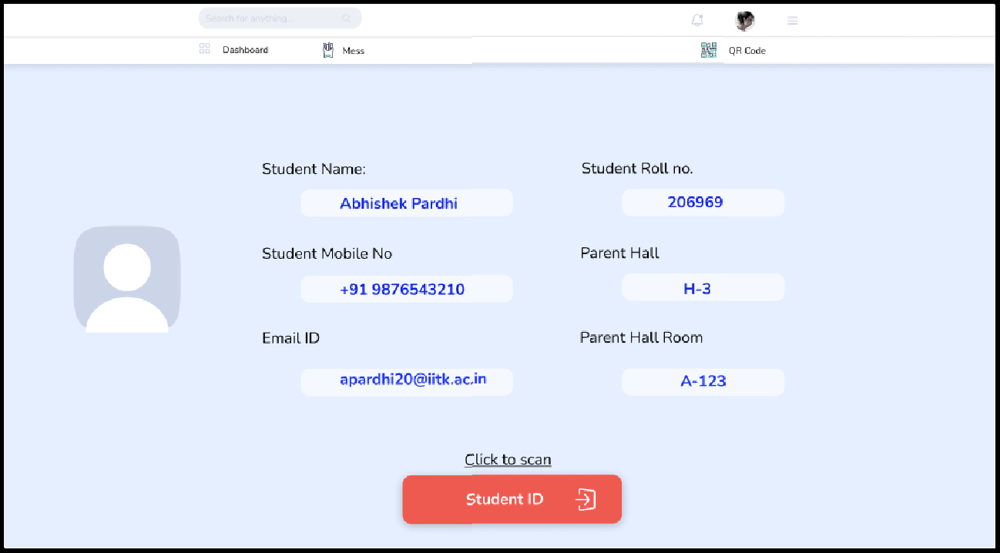 Search for anything...
Dashboard
Mess
QR Code
Student Name:
Abhishek Pardhi
Student Roll no.
206969
Student Mobile No
+91 9876543210
Parent Hall
H-3
Email ID
apardhi20@iitk.ac.in
Parent Hall Room
A-123
Click to scan
Student ID